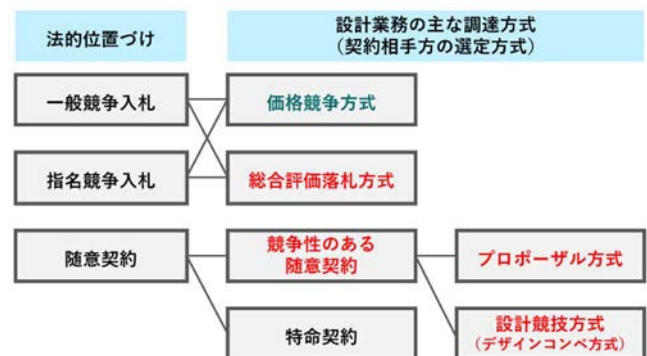 法的位置づけ
設計業務の主な調達方式
（契約相手方の選定方式）
一般競争入札
価格競争方式
指名競争入札
総合評価落札方式
随意契約
競争性のある
随意契約
プロポーザル方式
特命契約
設計競技方式
（デザインコンペ方式）